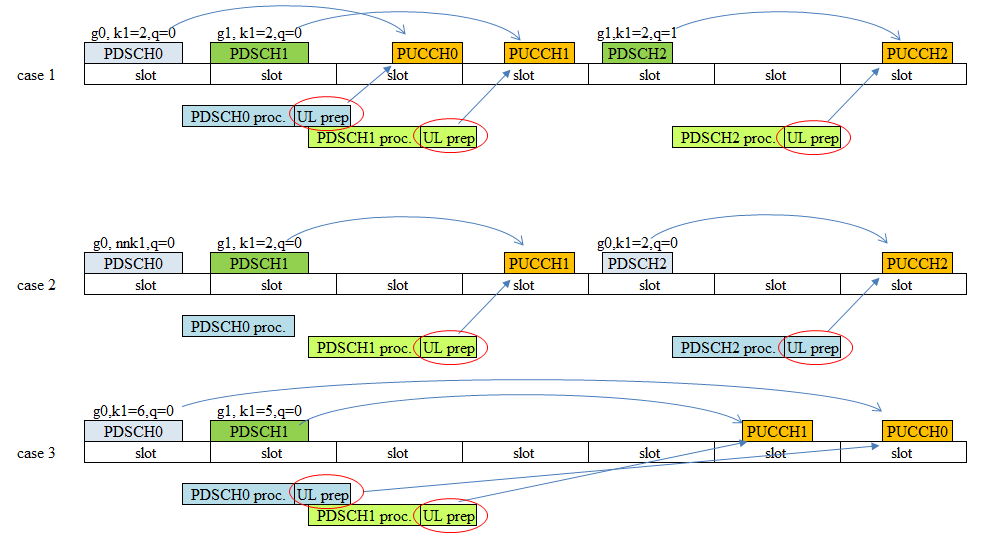 g0, k1=2,q=0 g1, k1=2,q=0 g1,k1=2,q=1
PDSCH0 PDSCH1 PUCCH0 PUCCH1 PDSCH2 PUCCH2
case 1 slot slot slot slot slot slot slot
PDSCH0 proc. UL prep
PDSCH1 proc. UL prep PDSCH2 proc. UL prep
g0, nnk1,q=0 g1, k1=2,q=0 g0,k1=2,q=0
PDSCH0 PDSCH1 PUCCH1 PDSCH2 PUCCH2
case 2 slot slot slot slot slot slot slot
PDSCH0 proc.
PDSCH1 proc. UL prep PDSCH2 proc. UL prep
g0,k1=6,q=0 g1, k1=5,q=0
PDSCH0 PDSCH1 PUCCH1 PUCCH0
case 3 slot slot slot slot slot slot slot
PDSCH0 proc. UL prep
PDSCH1 proc. UL prep